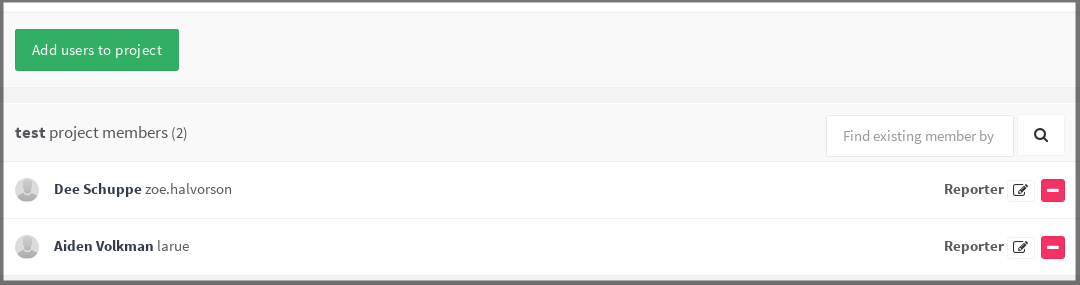 Add users to project
test project members (2)
Find existing member by
Dee Schuppe zoe.halvorson
Reporter
Aiden Volkman larue
Reporter